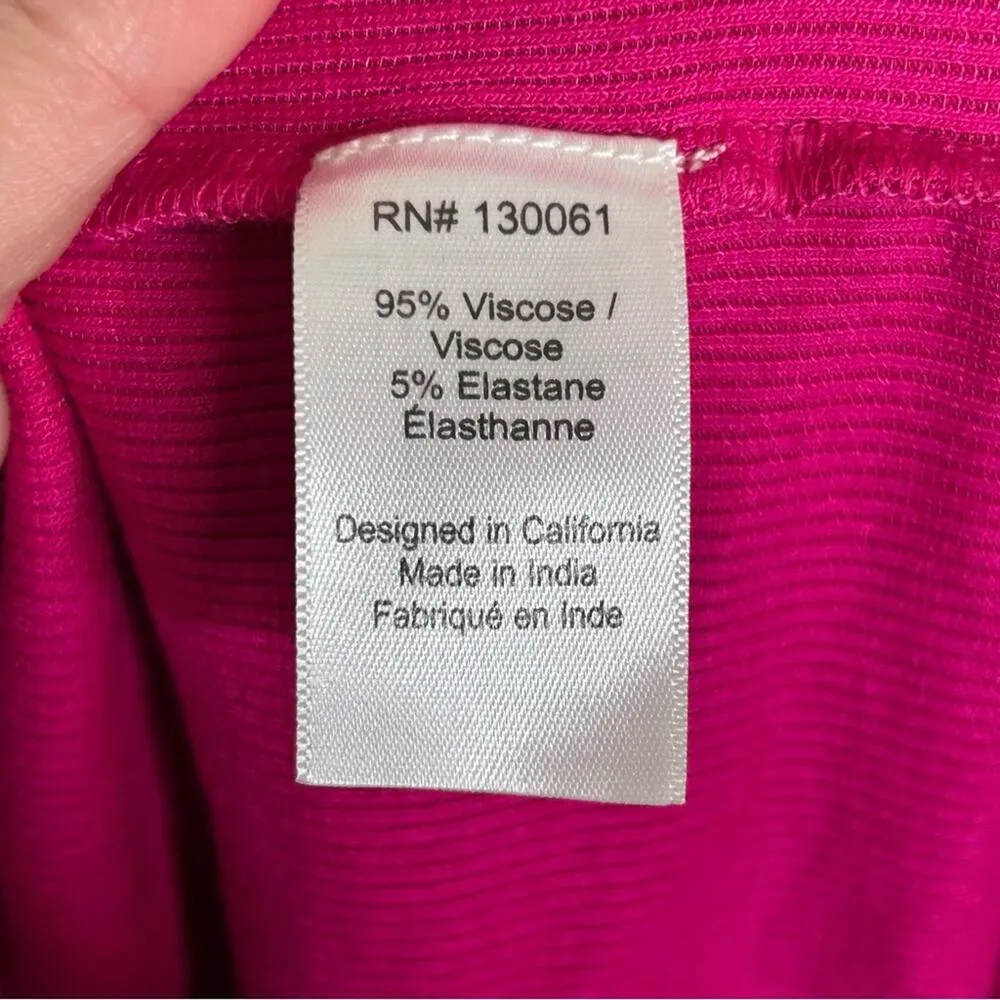 RN# 130061
95% Viscose /
Viscose
5% Elastane
Élasthanne
Designed in California
Made in India
Fabriqué en Inde